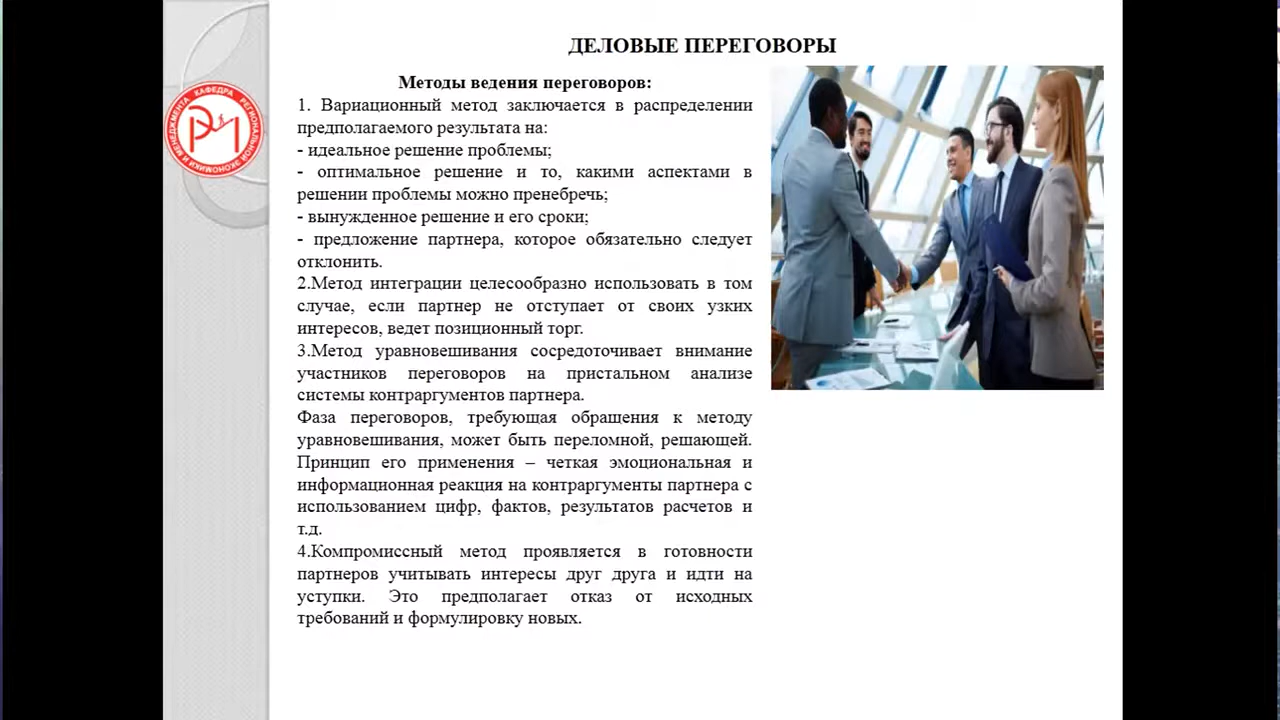 ДЕЛОВЫЕ ПЕРЕГОВОРЫ
Методы ведения переговоров:
1. Вариационный метод заключается в распределении
предполагаемого результата на:
- идеальное решение проблемы;
- оптимальное решение и то, какими аспектами в
решении проблемы можно пренебречь;
- вынужденное решение и его сроки;
- предложение партнера, которое обязательно следует
отклонить.
2.Метод интеграции целесообразно использовать в том
случае, если партнер не отступает от своих узких
интересов, ведет позиционный торг.
3.Метод уравновешивания сосредоточивает внимание
участников переговоров на пристальном анализе
системы контраргументов партнера.
Фаза переговоров, требующая обращения к методу
уравновешивания, может быть переломной, решающей.
Принцип его применения – четкая эмоциональная и
информационная реакция на контраргументы партнера с
использованием цифр, фактов, результатов расчетов и
т.д.
4.Компромиссный метод проявляется в готовности
партнеров учитывать интересы друг друга и идти на
уступки. Это предполагает отказ от исходных
требований и формулировку новых.
КАФЕДРА РЕГИОНАЛЬНОЙ ЭКОНОМИКИ И МЕНЕДЖМЕНТА